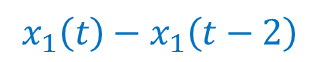 x₁(t) − x₁(t − 2)